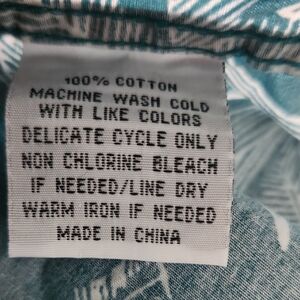 100% COTTON
MACHINE WASH COLD
WITH LIKE COLORS
DELICATE CYCLE ONLY
NON CHLORINE BLEACH
IF NEEDED/LINE DRY
WARM IRON IF NEEDED
MADE IN CHINA